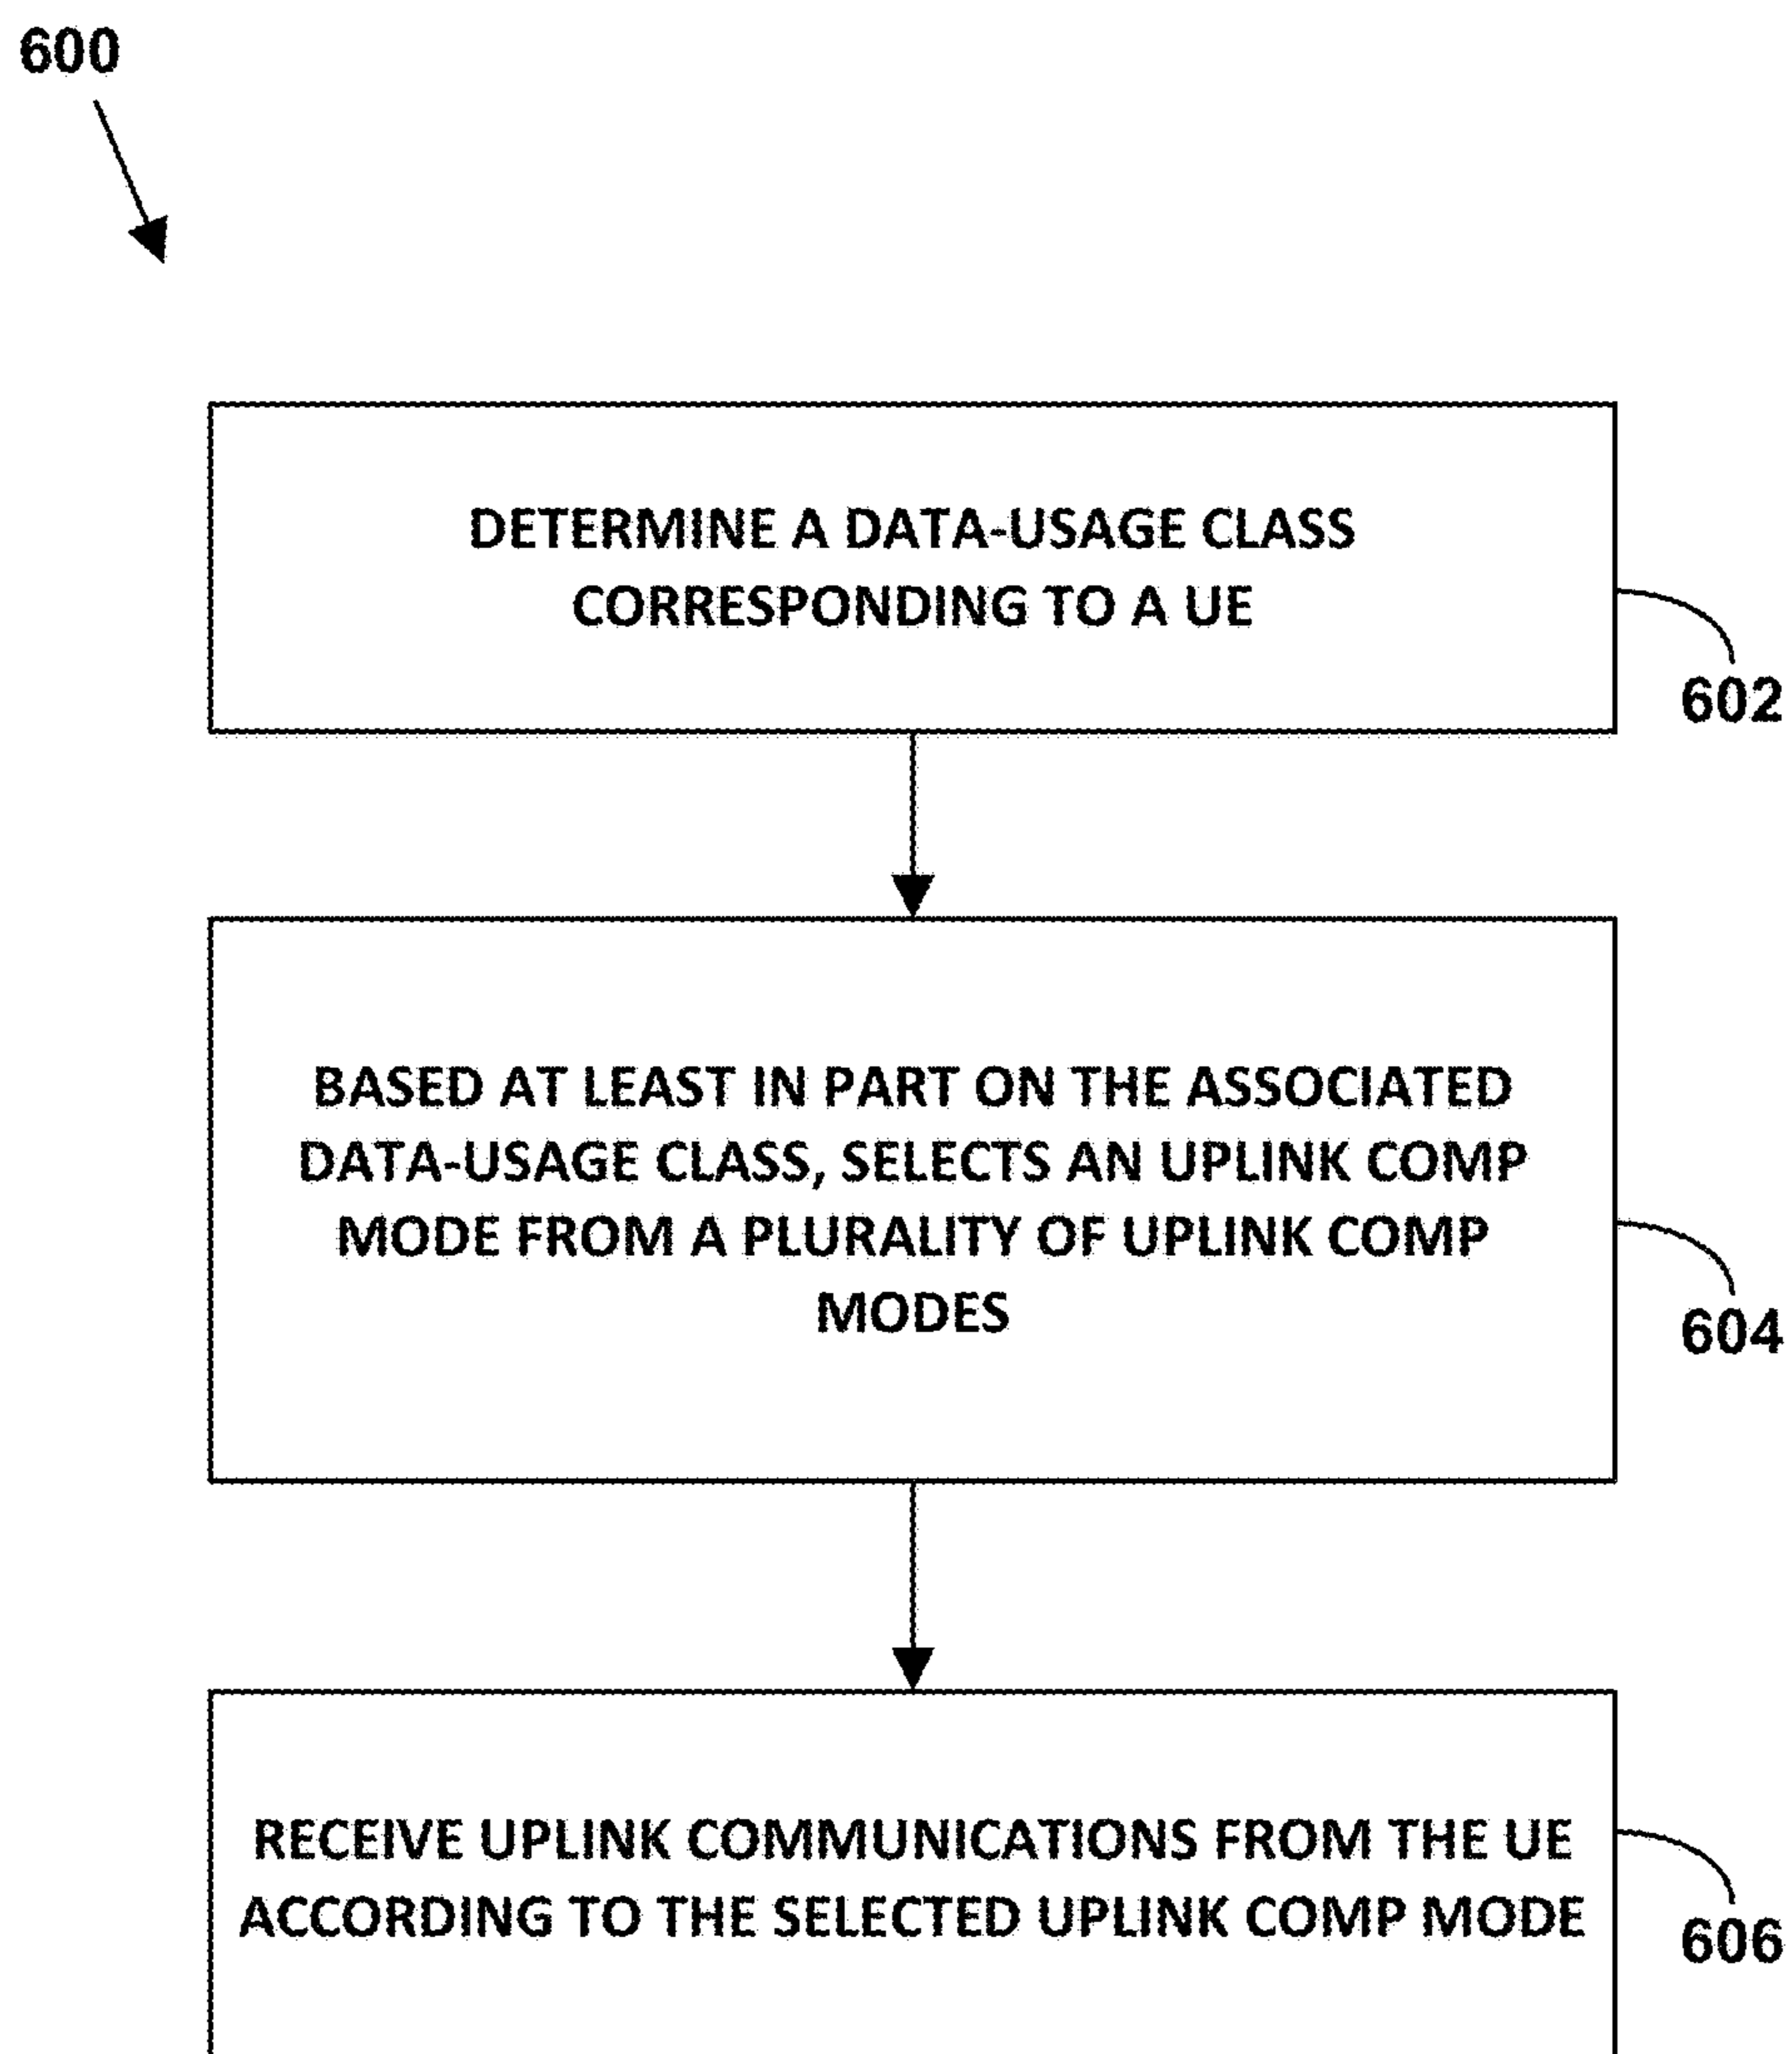 600
DETERMINE A DATA-USAGE CLASS
CORRESPONDING TO A UE
602
BASED AT LEAST IN PART ON THE ASSOCIATED
DATA-USAGE CLASS, SELECTS AN UPLINK COMP
MODE FROM A PLURALITY OF UPLINK COMP
MODES
604
RECEIVE UPLINK COMMUNICATIONS FROM THE UE
ACCORDING TO THE SELECTED UPLINK COMP MODE
606